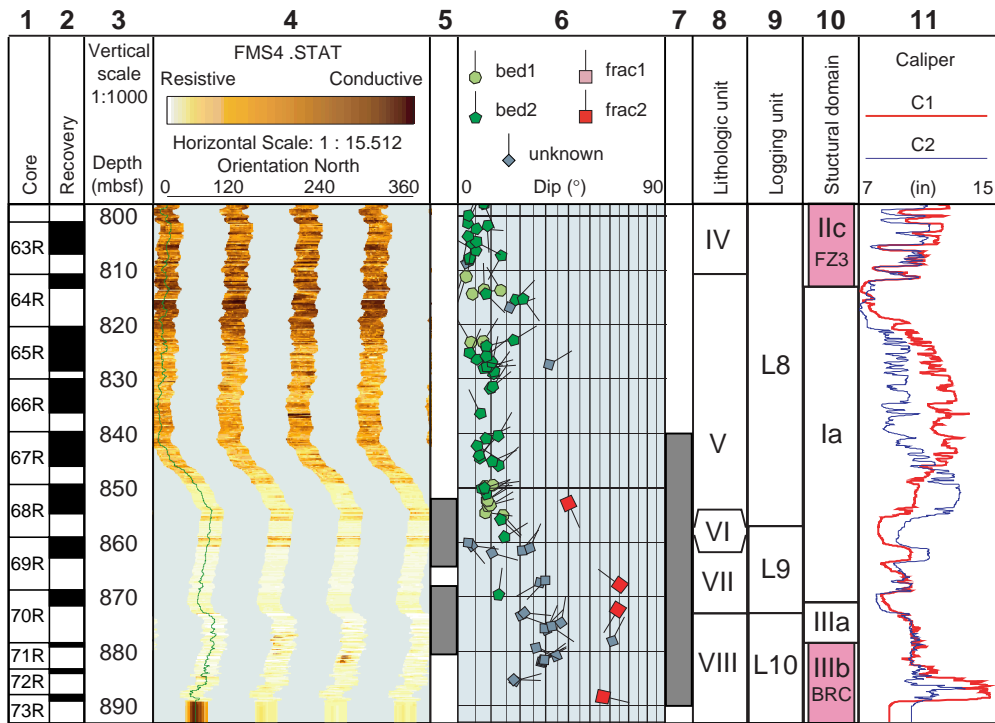 1 2 3 4 5 6 7 8 9 10 11
Core
Recovery
Vertical
scale
1:1000
Depth
(mbsf)
FMS4 .STAT
Resistive Conductive
Horizontal Scale: 1 : 15.512
Orientation North
0 120 240 360
bed1 frac1
bed2 frac2
unknown
0 Dip (°) 90
Lithologic unit
Logging unit
Stuctural domain
Caliper
C1
C2
7 (in) 15
63R
64R
65R
66R
67R
68R
69R
70R
71R
72R
73R
800
810
820
830
840
850
860
870
880
890
IV
V
VI
VII
VIII
L8
L9
L10
IIc
FZ3
Ia
IIIa
IIIb
BRC